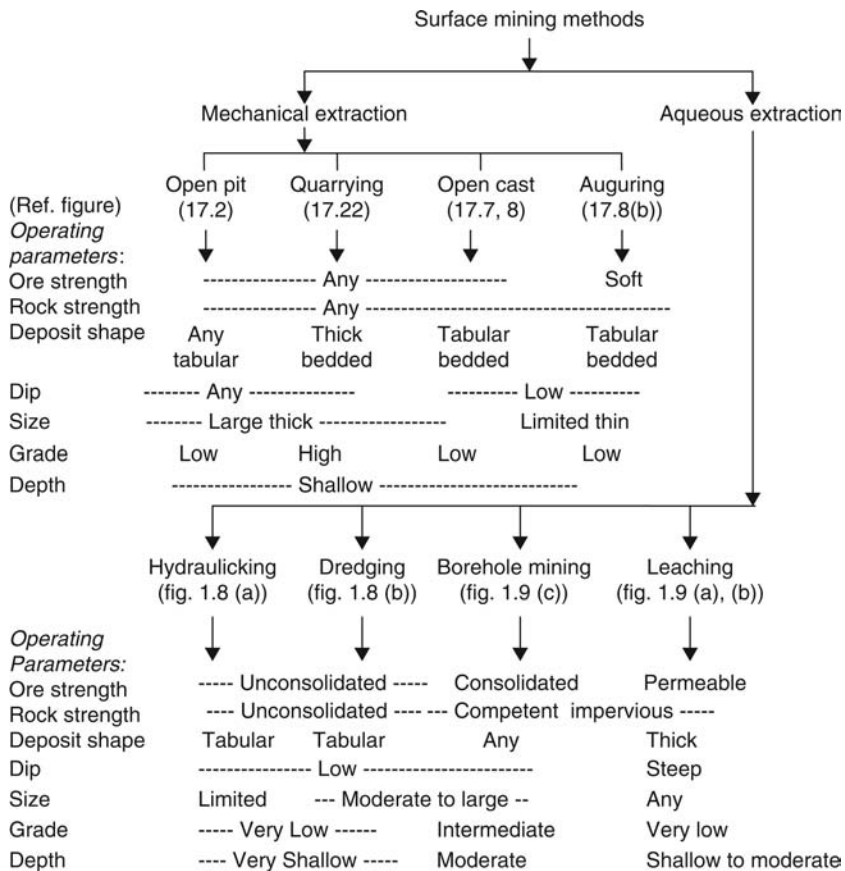 Surface mining methods
Mechanical extraction Aqueous extraction
Open pit Quarrying Open cast Auguring
(Ref. figure) (17.2) (17.22) (17.7, 8) (17.8(b))
Operating
parameters:
Ore strength -------------------- Any ----------------------- Soft
Rock strength -------------------- Any --------------------------------------------------
Deposit shape Any Thick Tabular Tabular
tabular bedded bedded bedded
Dip -------- Any --------------- ---------- Low --------------
Size -------- Large thick --------------------- Limited thin
Grade Low High Low Low
Depth ----------------- Shallow ---------------------------
Hydraulicking Dredging Borehole mining Leaching
(fig. 1.8 (a)) (fig. 1.8 (b)) (fig. 1.9 (c)) (fig. 1.9 (a), (b))
Operating
Parameters:
Ore strength ----- Unconsolidated ----- Consolidated Permeable
Rock strength ----- Unconsolidated ---- --- Competent impervious -----
Deposit shape Tabular Tabular Any Thick
Dip ---------------- Low ------------------------ Steep
Size Limited --- Moderate to large -- Any
Grade ----- Very Low ------ Intermediate Very low
Depth ---- Very Shallow ----- Moderate Shallow to moderate